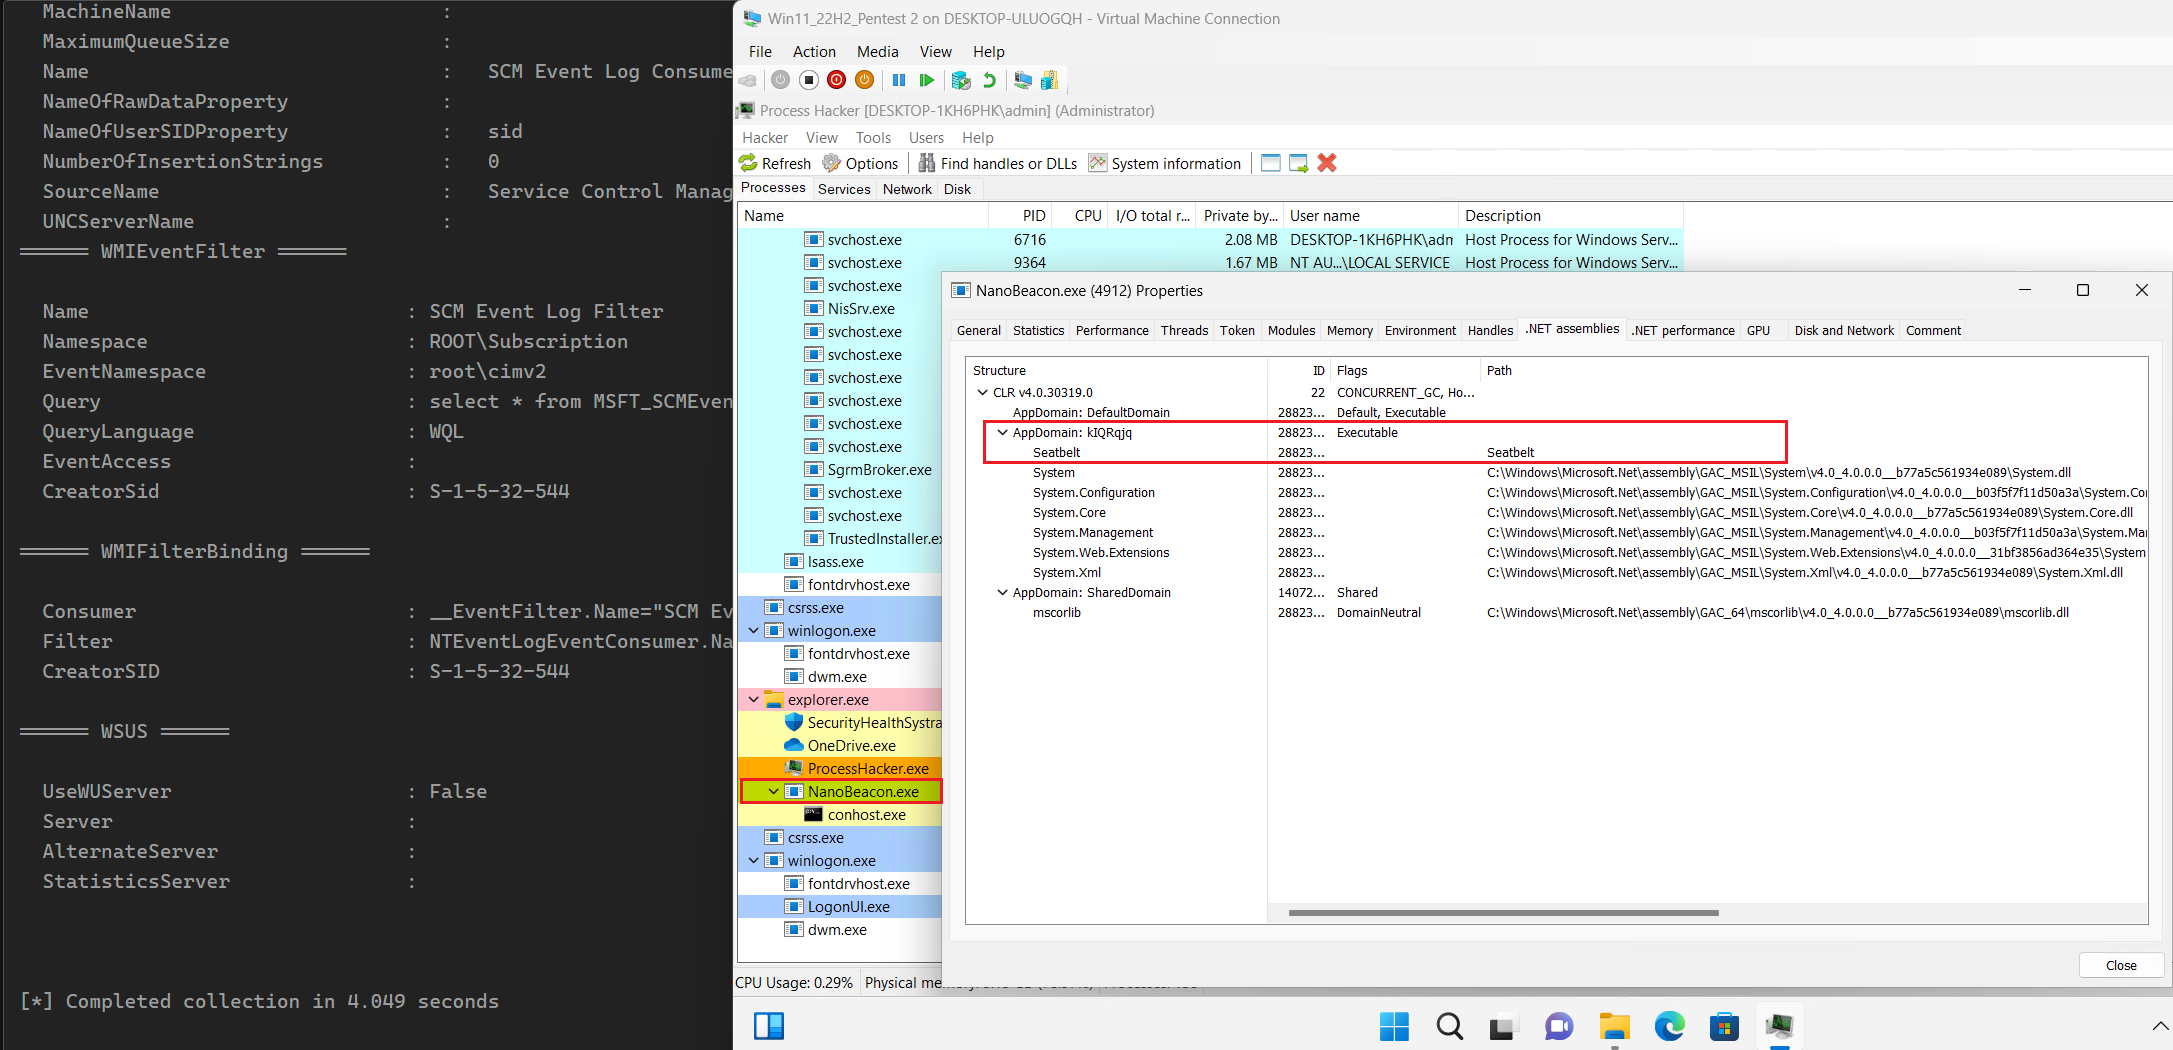 MachineName :
MaximumQueueSize :
Name : SCM Event Log Consume
NameOfRawDataProperty :
NameOfUserSIDProperty : sid
NumberOfInsertionStrings : 0
SourceName : Service Control Manag
UNCServerName :
====== WMIEventFilter ======
Name : SCM Event Log Filter
Namespace : ROOT\Subscription
EventNamespace : root\cimv2
Query : select * from MSFT_SCMEven
QueryLanguage : WQL
EventAccess :
CreatorSid : S-1-5-32-544
====== WMIFilterBinding ======
Consumer : __EventFilter.Name="SCM Ev
Filter : NTEventLogEventConsumer.Na
CreatorSID : S-1-5-32-544
====== WSUS ======
UseWUServer : False
Server :
AlternateServer :
StatisticsServer :
[*] Completed collection in 4.049 seconds
Win11_22H2_Pentest 2 on DESKTOP-ULUOGQH - Virtual Machine Connection
File Action Media View Help
Process Hacker [DESKTOP-1KH6PHK\admin] (Administrator)
Hacker View Tools Users Help
Refresh Options Find handles or DLLs System information
Processes Services Network Disk
Name PID CPU I/O total r... Private by... User name Description
svchost.exe 6716 2.08 MB DESKTOP-1KH6PHK\adm Host Process for Windows Serv...
svchost.exe 9364 1.67 MB NT AU...\LOCAL SERVICE Host Process for Windows Serv...
svchost.exe
NisSrv.exe
svchost.exe
svchost.exe
svchost.exe
svchost.exe
svchost.exe
svchost.exe
SgrmBroker.exe
svchost.exe
svchost.exe
TrustedInstaller.ex
lsass.exe
fontdrvhost.exe
csrss.exe
winlogon.exe
fontdrvhost.exe
dwm.exe
explorer.exe
SecurityHealthSystra
OneDrive.exe
ProcessHacker.exe
NanoBeacon.exe
conhost.exe
csrss.exe
winlogon.exe
fontdrvhost.exe
LogonUI.exe
dwm.exe
CPU Usage: 0.29% Physical
NanoBeacon.exe (4912) Properties
General Statistics Performance Threads Token Modules Memory Environment Handles .NET assemblies .NET performance GPU Disk and Network Comment
Structure ID Flags Path
CLR v4.0.30319.0 22 CONCURRENT_GC, Ho...
AppDomain: DefaultDomain 28823... Default, Executable
AppDomain: kIQRqjq 28823... Executable
Seatbelt 28823... Seatbelt
System 28823... C:\Windows\Microsoft.Net\assembly\GAC_MSIL\System\v4.0_4.0.0.0__b77a5c561934e089\System.dll
System.Configuration 28823... C:\Windows\Microsoft.Net\assembly\GAC_MSIL\System.Configuration\v4.0_4.0.0.0__b03f5f7f11d50a3a\System.Co
System.Core 28823... C:\Windows\Microsoft.Net\assembly\GAC_MSIL\System.Core\v4.0_4.0.0.0__b77a5c561934e089\System.Core.dll
System.Management 28823... C:\Windows\Microsoft.Net\assembly\GAC_MSIL\System.Management\v4.0_4.0.0.0__b03f5f7f11d50a3a\System.Ma
System.Web.Extensions 28823... C:\Windows\Microsoft.Net\assembly\GAC_MSIL\System.Web.Extensions\v4.0_4.0.0.0__31bf3856ad364e35\System
System.Xml 28823... C:\Windows\Microsoft.Net\assembly\GAC_MSIL\System.Xml\v4.0_4.0.0.0__b77a5c561934e089\System.Xml.dll
AppDomain: SharedDomain 14072... Shared
mscorlib 28823... DomainNeutral C:\Windows\Microsoft.Net\assembly\GAC_64\mscorlib\v4.0_4.0.0.0__b77a5c561934e089\mscorlib.dll
Close